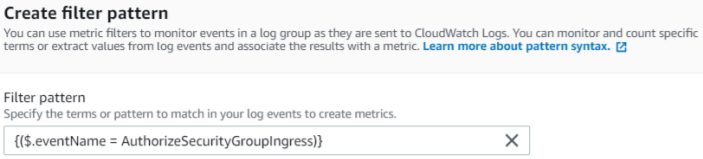 Create filter pattern
You can use metric filters to monitor events in a log group as they are sent to CloudWatch Logs. You can monitor and count specific
terms or extract values from log events and associate the results with a metric. Learn more about pattern syntax.
Filter pattern
Specify the terms or pattern to match in your log events to create metrics.
{($.eventName = AuthorizeSecurityGroupIngress)}